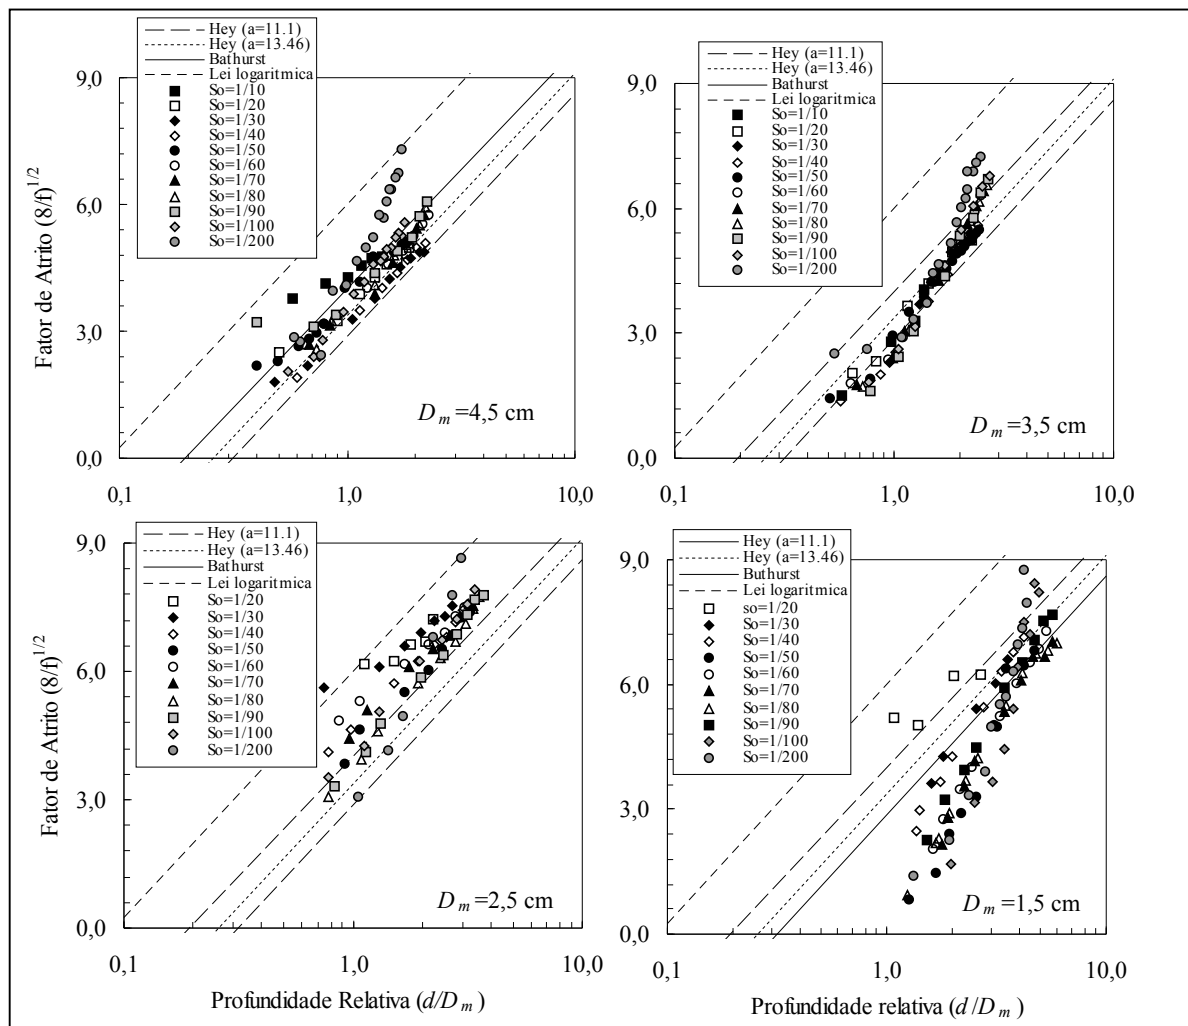 Hey (a=11.1)
Hey (a=13.46)
Bathurst
Lei logaritmica
So=1/10
So=1/20
So=1/30
So=1/40
So=1/50
So=1/60
So=1/70
So=1/80
So=1/90
So=1/100
So=1/200
9,0
6,0
3,0
0,0
Fator de Atrito (8/f)^1/2
D m =4,5 cm
0,1
1,0
10,0
Hey (a=11.1)
Hey (a=13.46)
Bathurst
Lei logaritmica
So=1/10
So=1/20
So=1/30
So=1/40
So=1/50
So=1/60
So=1/70
So=1/80
So=1/90
So=1/100
So=1/200
9,0
6,0
3,0
0,0
D m =3,5 cm
0,1
1,0
10,0
Hey (a=11.1)
Hey (a=13.46)
Bathurst
Lei logaritmica
So=1/20
So=1/30
So=1/40
So=1/50
So=1/60
So=1/70
So=1/80
So=1/90
So=1/100
So=1/200
9,0
6,0
3,0
0,0
Fator de Atrito (8/f)^1/2
D m =2,5 cm
0,1
1,0
10,0
Profundidade Relativa (d/D m )
Hey (a=11.1)
Hey (a=13.46)
Buthurst
Lei logaritmica
so=1/20
So=1/30
So=1/40
So=1/50
So=1/60
So=1/70
So=1/80
So=1/90
So=1/100
So=1/200
9,0
6,0
3,0
0,0
D m =1,5 cm
0,1
1,0
10,0
Profundidade relativa (d /D m )